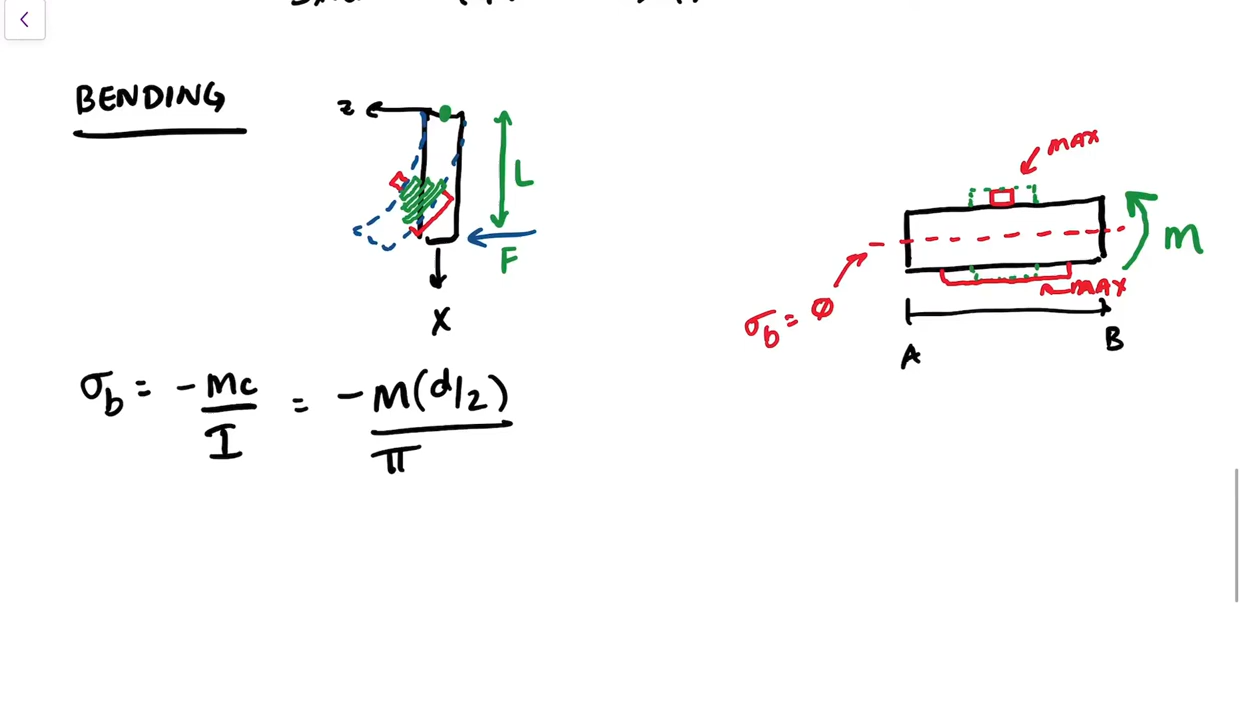 BENDING
z
L
F
X
MAX
M
MAX
σb = Ø
A
B
σb = -Mc/I = -M(d/2)/π